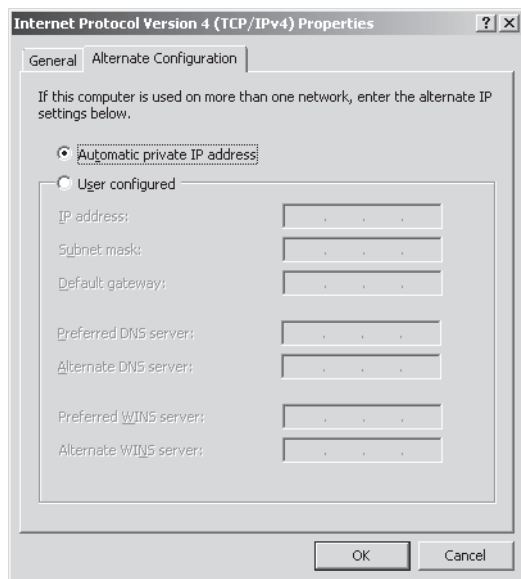 Internet Protocol Version 4 (TCP/IPv4) Properties
General Alternate Configuration
If this computer is used on more than one network, enter the alternate IP
settings below.
Automatic private IP address
User configured
IP address:
Subnet mask:
Default gateway:
Preferred DNS server:
Alternate DNS server:
Preferred WINS server:
Alternate WINS server:
OK Cancel